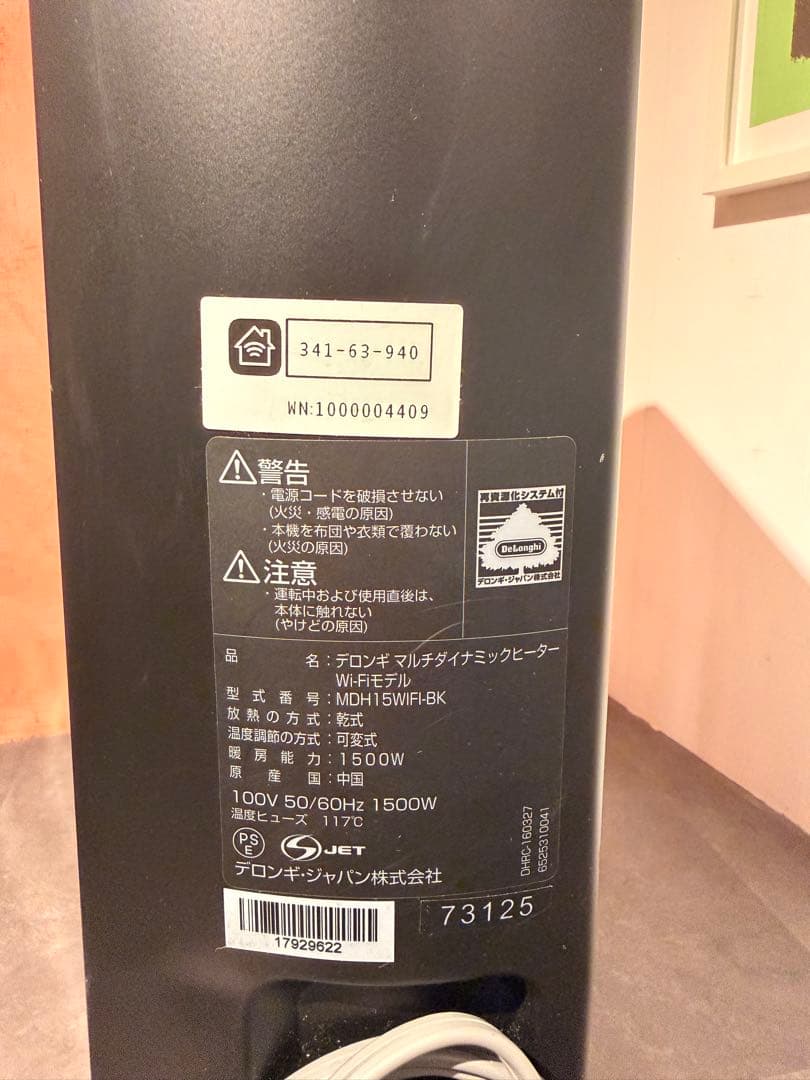 341-63-940
WN:1000004409
警告
・電源コードを破損させない
(火災・感電の原因)
・本機を布団や衣類で覆わない
(火災の原因)
注意
・運転中および使用直後は、
本体に触れない
(やけどの原因)
再資源化システム付
DeLonghi
デロンギ・ジャパン株式会社
品名:デロンギ マルチダイナミックヒーター
Wi-Fiモデル
型式番号:MDH15WIFI-BK
放熱の方式:乾式
温度調節の方式:可変式
暖房能力:1500W
原産国:中国
100V 50/60Hz 1500W
温度ヒューズ 117℃
PS
E
JET
デロンギ・ジャパン株式会社
DHRC-160327
6525310041
17929622
73125